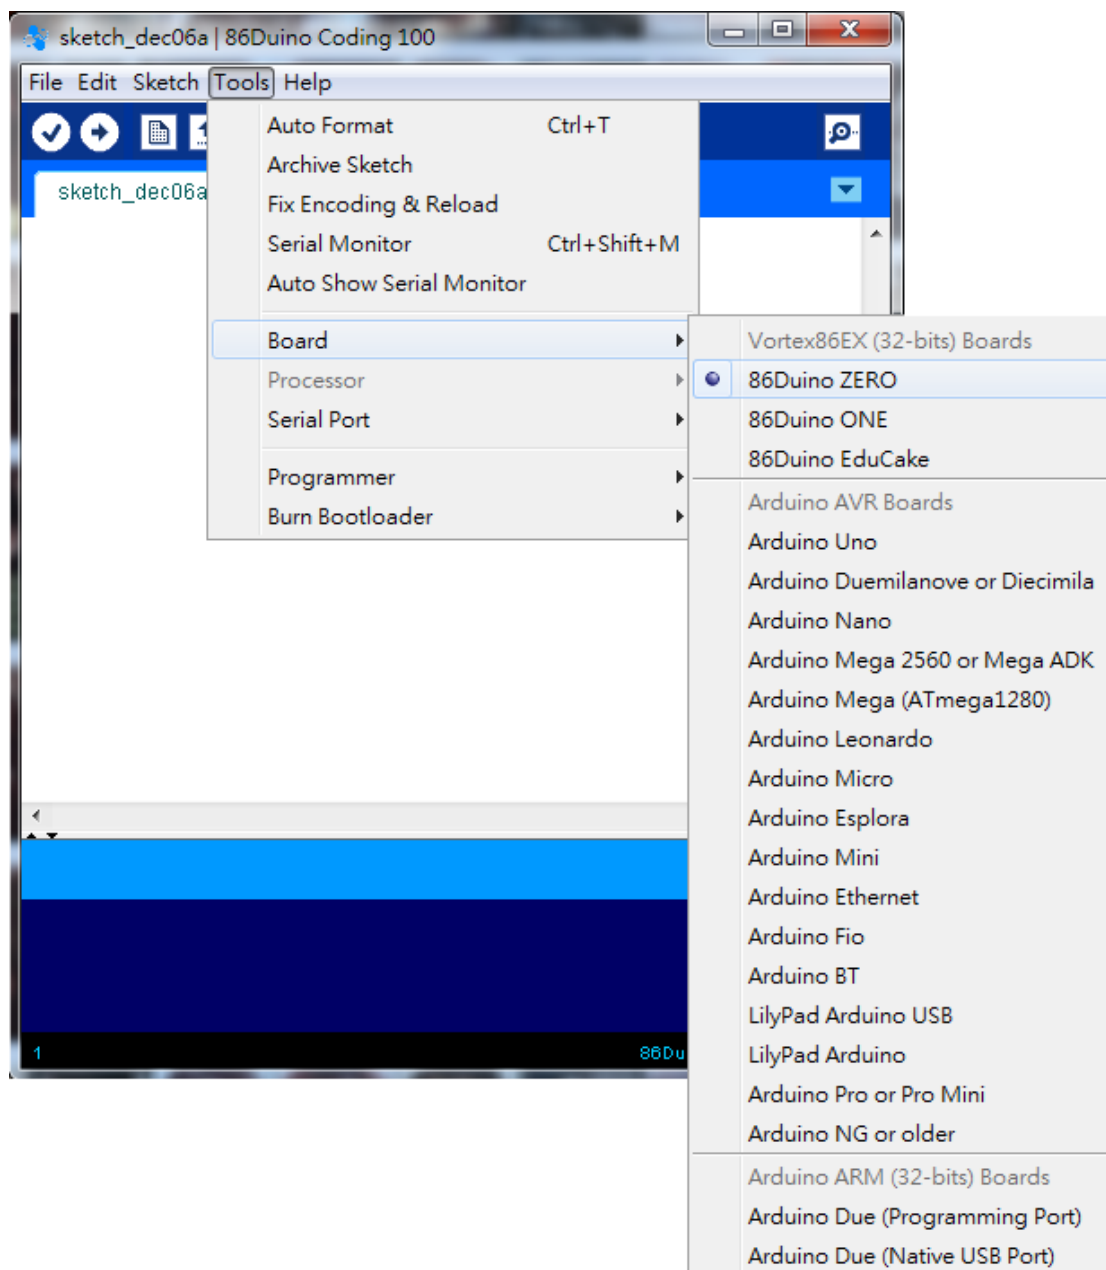 sketch_dec06a | 86Duino Coding 100
File Edit Sketch Tools Help
sketch_dec06a
Auto Format Ctrl+T
Archive Sketch
Fix Encoding & Reload
Serial Monitor Ctrl+Shift+M
Auto Show Serial Monitor
Board
Processor
Serial Port
Programmer
Burn Bootloader
Vortex86EX (32-bits) Boards
86Duino ZERO
86Duino ONE
86Duino EduCake
Arduino AVR Boards
Arduino Uno
Arduino Duemilanove or Diecimila
Arduino Nano
Arduino Mega 2560 or Mega ADK
Arduino Mega (ATmega1280)
Arduino Leonardo
Arduino Micro
Arduino Esplora
Arduino Mini
Arduino Ethernet
Arduino Fio
Arduino BT
LilyPad Arduino USB
LilyPad Arduino
Arduino Pro or Pro Mini
Arduino NG or older
Arduino ARM (32-bits) Boards
Arduino Due (Programming Port)
Arduino Due (Native USB Port)
1 86Du